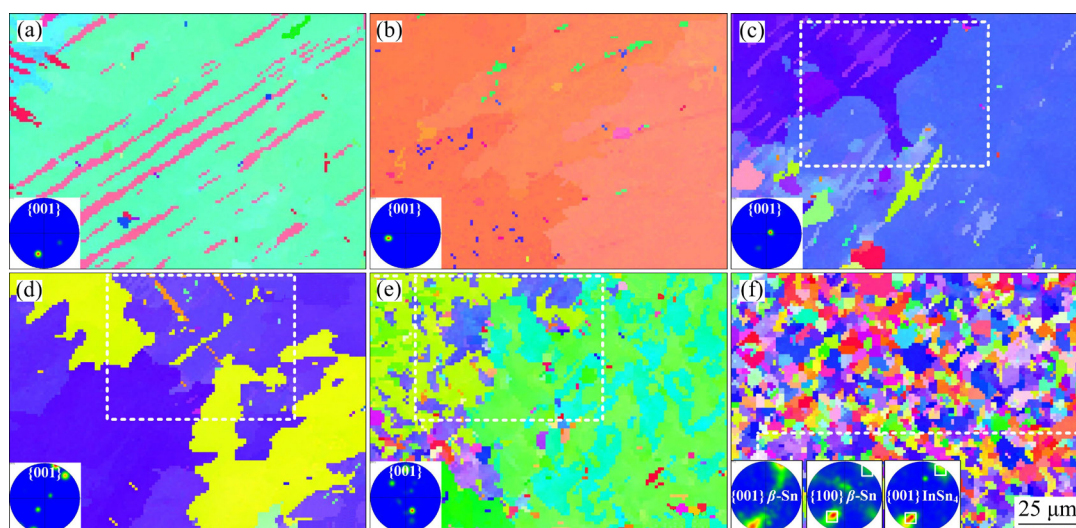 (a)
(b)
(c)
{001}
{001}
{001}
(d)
(e)
(f)
{001}
{001}
{001} β-Sn
{100} β-Sn
{001} InSn₄
25 μm